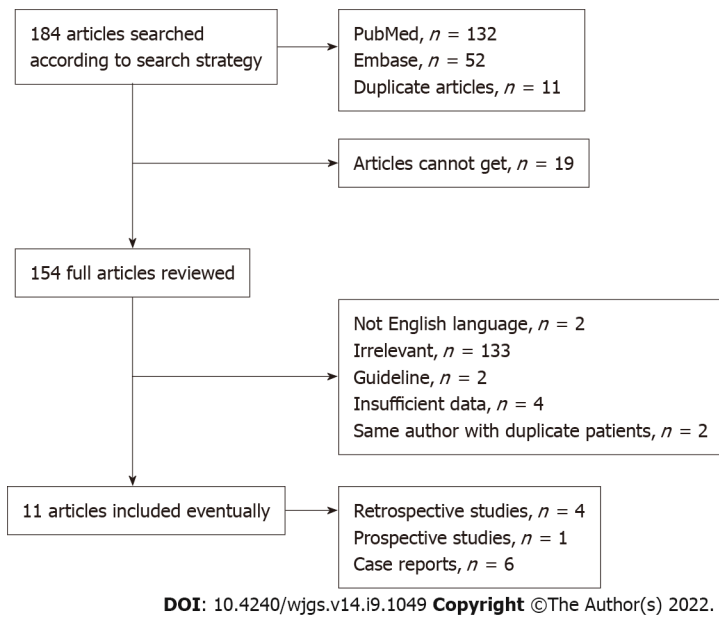 184 articles searched
according to search strategy
PubMed, n = 132
Embase, n = 52
Duplicate articles, n = 11
Articles cannot get, n = 19
154 full articles reviewed
Not English language, n = 2
Irrelevant, n = 133
Guideline, n = 2
Insufficient data, n = 4
Same author with duplicate patients, n = 2
11 articles included eventually
Retrospective studies, n = 4
Prospective studies, n = 1
Case reports, n = 6
DOI: 10.4240/wjgs.v14.i9.1049 Copyright ©The Author(s) 2022.